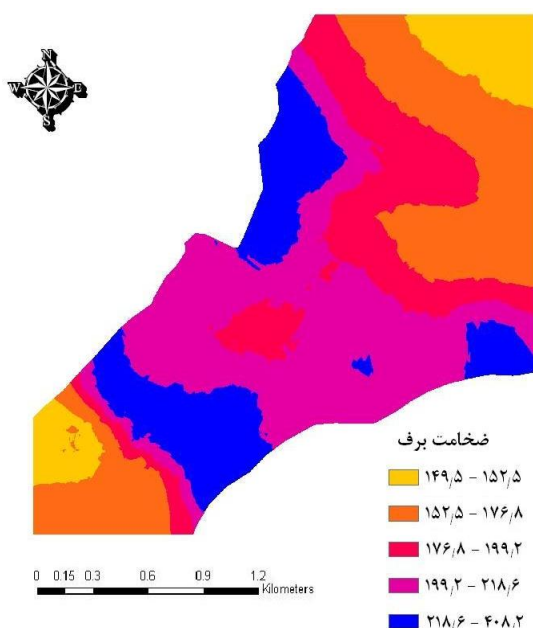 N
W E
S
ضخامت برف
۱۴۹٫۵ - ۱۵۲٫۵
۱۵۲٫۵ - ۱۷۶٫۸
۱۷۶٫۸ - ۱۹۹٫۲
۱۹۹٫۲ - ۲۱۸٫۶
۲۱۸٫۶ - ۴۰۸٫۲
0 0.15 0.3 0.6 0.9 1.2
Kilometers